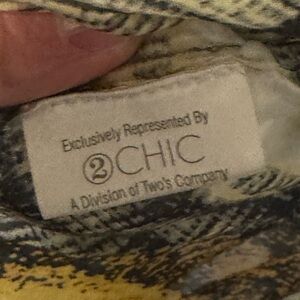 Exclusively Represented By
②CHIC
A Division of Two's Company